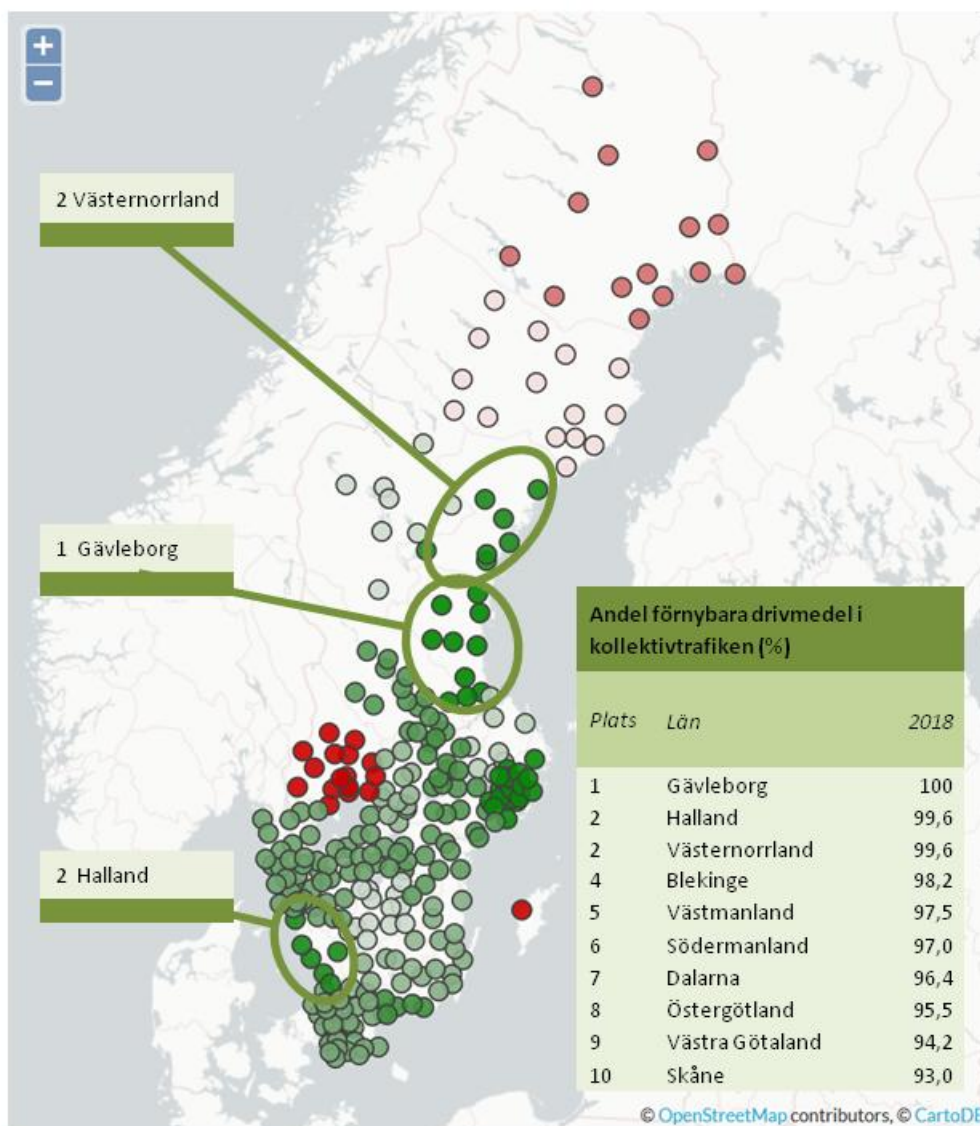 +
−
2 Västernorrland
1 Gävleborg
2 Halland
Andel förnybara drivmedel i
kollektivtrafiken (%)
Plats Län 2018
1 Gävleborg 100
2 Halland 99,6
2 Västernorrland 99,6
4 Blekinge 98,2
5 Västmanland 97,5
6 Södermanland 97,0
7 Dalarna 96,4
8 Östergötland 95,5
9 Västra Götaland 94,2
10 Skåne 93,0
© OpenStreetMap contributors, © CartoDB